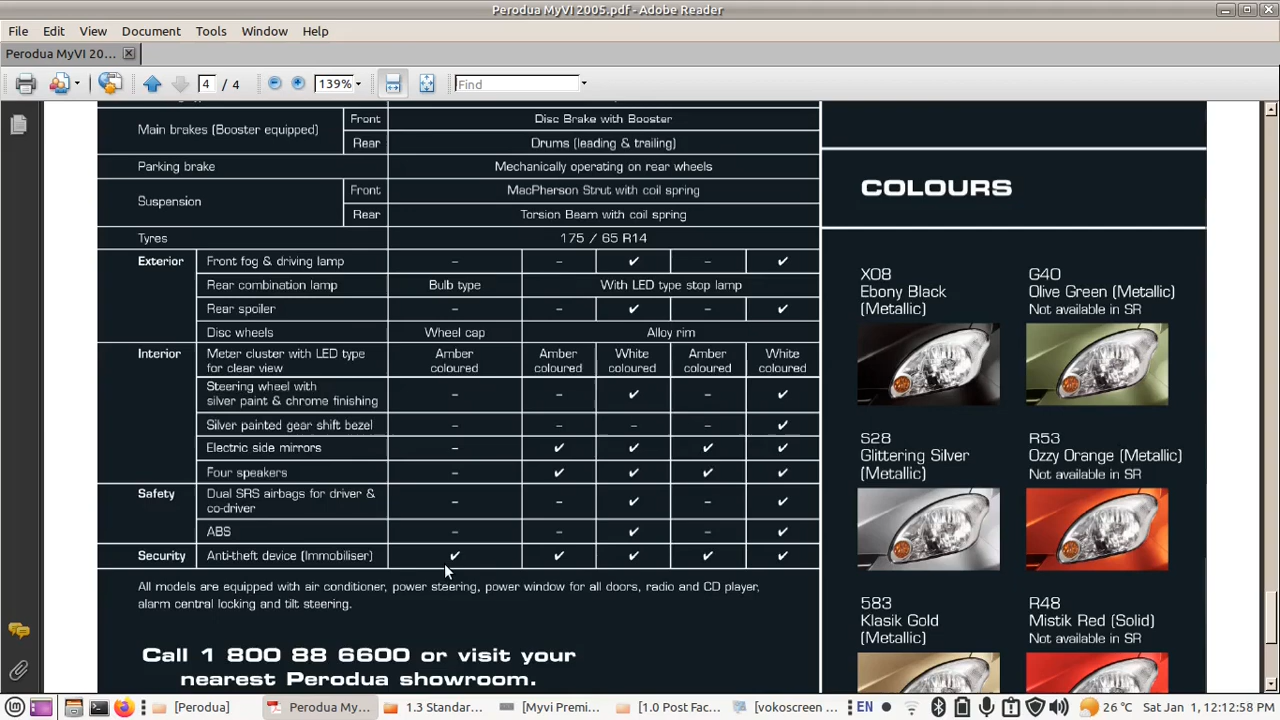 Perodua MyVI 2005.pdf - Adobe Reader
File Edit View Document Tools Window Help
Perodua MyVI 20...
4 / 4 139% Find
Main brakes (Booster equipped) Front Disc Brake with Booster
Rear Drums (leading & trailing)
Parking brake Mechanically operating on rear wheels
Suspension Front MacPherson Strut with coil spring
Rear Torsion Beam with coil spring
Tyres 175 / 65 R14
Exterior Front fog & driving lamp – – ✔ – ✔
Rear combination lamp Bulb type With LED type stop lamp
Rear spoiler – – ✔ – ✔
Disc wheels Wheel cap Alloy rim
Interior Meter cluster with LED type Amber Amber White Amber White
for clear view coloured coloured coloured coloured coloured
Steering wheel with
silver paint & chrome finishing – – ✔ – ✔
Silver painted gear shift bezel – – – – ✔
Electric side mirrors – ✔ ✔ ✔ ✔
Four speakers – ✔ ✔ ✔ ✔
Safety Dual SRS airbags for driver &
co-driver – – ✔ – ✔
ABS – – ✔ – ✔
Security Anti-theft device (Immobiliser) ✔ ✔ ✔ ✔ ✔
All models are equipped with air conditioner, power steering, power window for all doors, radio and CD player,
alarm central locking and tilt steering.
Call 1 800 88 6600 or visit your
nearest Perodua showroom.
COLOURS
X08
Ebony Black
(Metallic)
G40
Olive Green (Metallic)
Not available in SR
S28
Glittering Silver
(Metallic)
R53
Ozzy Orange (Metallic)
Not available in SR
583
Klasik Gold
(Metallic)
R48
Mistik Red (Solid)
Not available in SR
[Perodua] Perodua My... 1.3 Standar... [Myvi Premi... [1.0 Post Fac... [vokoscreen ... EN 26 °C Sat Jan 1, 12:12:58 PM